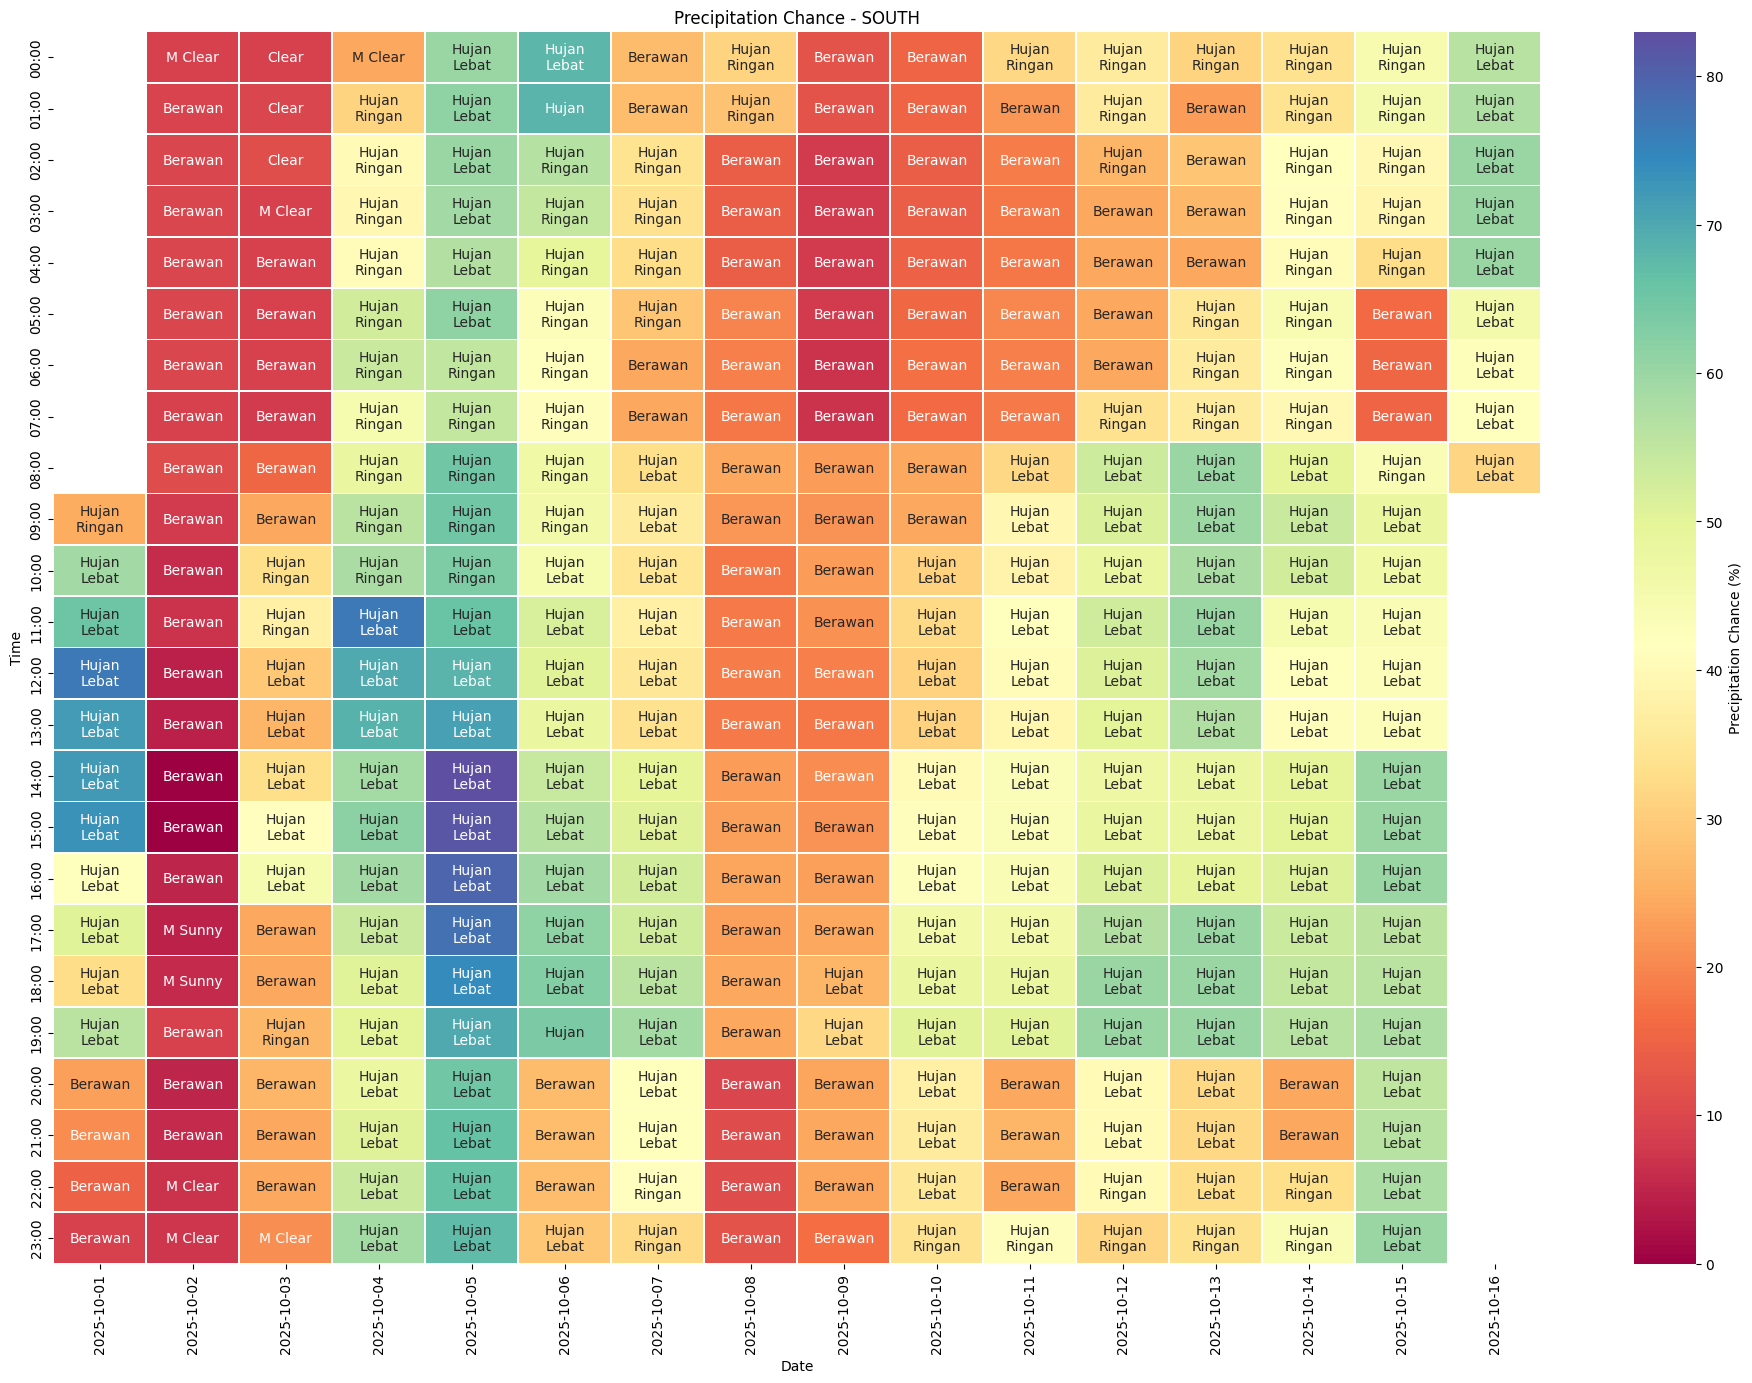 Precipitation Chance - SOUTH
00:00 M Clear Clear M Clear Hujan Lebat Hujan Lebat Berawan Hujan Ringan Berawan Berawan Hujan Ringan Hujan Ringan Hujan Ringan Hujan Ringan Hujan Ringan Hujan Lebat
01:00 Berawan Clear Hujan Ringan Hujan Lebat Hujan Berawan Hujan Ringan Berawan Berawan Berawan Hujan Ringan Berawan Hujan Ringan Hujan Ringan Hujan Lebat
02:00 Berawan Clear Hujan Ringan Hujan Lebat Hujan Ringan Hujan Ringan Berawan Berawan Berawan Berawan Hujan Ringan Berawan Hujan Ringan Hujan Ringan Hujan Lebat
03:00 Berawan M Clear Hujan Ringan Hujan Lebat Hujan Ringan Hujan Ringan Berawan Berawan Berawan Berawan Berawan Berawan Hujan Ringan Hujan Ringan Hujan Lebat
04:00 Berawan Berawan Hujan Ringan Hujan Lebat Hujan Ringan Hujan Ringan Berawan Berawan Berawan Berawan Berawan Berawan Hujan Ringan Hujan Ringan Hujan Lebat
05:00 Berawan Berawan Hujan Ringan Hujan Lebat Hujan Ringan Hujan Ringan Berawan Berawan Berawan Berawan Berawan Hujan Ringan Hujan Ringan Berawan Hujan Lebat
06:00 Berawan Berawan Hujan Ringan Hujan Ringan Hujan Ringan Berawan Berawan Berawan Berawan Berawan Berawan Hujan Ringan Hujan Ringan Berawan Hujan Lebat
07:00 Berawan Berawan Hujan Ringan Hujan Ringan Hujan Ringan Berawan Berawan Berawan Berawan Berawan Hujan Ringan Hujan Ringan Hujan Ringan Berawan Hujan Lebat
08:00 Berawan Berawan Hujan Ringan Hujan Ringan Hujan Ringan Hujan Lebat Berawan Berawan Berawan Hujan Lebat Hujan Lebat Hujan Lebat Hujan Lebat Hujan Ringan Hujan Lebat
09:00 Hujan Ringan Berawan Berawan Hujan Ringan Hujan Ringan Hujan Ringan Hujan Lebat Berawan Berawan Berawan Hujan Lebat Hujan Lebat Hujan Lebat Hujan Lebat Hujan Lebat
10:00 Hujan Lebat Berawan Hujan Ringan Hujan Ringan Hujan Ringan Hujan Lebat Hujan Lebat Berawan Berawan Hujan Lebat Hujan Lebat Hujan Lebat Hujan Lebat Hujan Lebat Hujan Lebat
11:00 Hujan Lebat Berawan Hujan Ringan Hujan Lebat Hujan Lebat Hujan Lebat Hujan Lebat Berawan Berawan Hujan Lebat Hujan Lebat Hujan Lebat Hujan Lebat Hujan Lebat Hujan Lebat
12:00 Hujan Lebat Berawan Hujan Lebat Hujan Lebat Hujan Lebat Hujan Lebat Hujan Lebat Berawan Berawan Hujan Lebat Hujan Lebat Hujan Lebat Hujan Lebat Hujan Lebat Hujan Lebat
13:00 Hujan Lebat Berawan Hujan Lebat Hujan Lebat Hujan Lebat Hujan Lebat Hujan Lebat Berawan Berawan Hujan Lebat Hujan Lebat Hujan Lebat Hujan Lebat Hujan Lebat Hujan Lebat
14:00 Hujan Lebat Berawan Hujan Lebat Hujan Lebat Hujan Lebat Hujan Lebat Hujan Lebat Berawan Berawan Hujan Lebat Hujan Lebat Hujan Lebat Hujan Lebat Hujan Lebat Hujan Lebat
15:00 Hujan Lebat Berawan Hujan Lebat Hujan Lebat Hujan Lebat Hujan Lebat Hujan Lebat Berawan Berawan Hujan Lebat Hujan Lebat Hujan Lebat Hujan Lebat Hujan Lebat Hujan Lebat
16:00 Hujan Lebat Berawan Hujan Lebat Hujan Lebat Hujan Lebat Hujan Lebat Hujan Lebat Berawan Berawan Hujan Lebat Hujan Lebat Hujan Lebat Hujan Lebat Hujan Lebat Hujan Lebat
17:00 Hujan Lebat M Sunny Berawan Hujan Lebat Hujan Lebat Hujan Lebat Hujan Lebat Berawan Berawan Hujan Lebat Hujan Lebat Hujan Lebat Hujan Lebat Hujan Lebat Hujan Lebat
18:00 Hujan Lebat M Sunny Berawan Hujan Lebat Hujan Lebat Hujan Lebat Hujan Lebat Berawan Hujan Lebat Hujan Lebat Hujan Lebat Hujan Lebat Hujan Lebat Hujan Lebat Hujan Lebat
19:00 Hujan Lebat Berawan Hujan Ringan Hujan Lebat Hujan Lebat Hujan Hujan Lebat Berawan Hujan Lebat Hujan Lebat Hujan Lebat Hujan Lebat Hujan Lebat Hujan Lebat Hujan Lebat
20:00 Berawan Berawan Berawan Hujan Lebat Hujan Lebat Berawan Hujan Lebat Berawan Berawan Hujan Lebat Berawan Hujan Lebat Hujan Lebat Berawan Hujan Lebat
21:00 Berawan Berawan Berawan Hujan Lebat Hujan Lebat Berawan Hujan Lebat Berawan Berawan Hujan Lebat Berawan Hujan Lebat Hujan Lebat Berawan Hujan Lebat
22:00 Berawan M Clear Berawan Hujan Lebat Hujan Lebat Berawan Hujan Ringan Berawan Berawan Hujan Lebat Berawan Hujan Ringan Hujan Lebat Hujan Ringan Hujan Lebat
23:00 Berawan M Clear M Clear Hujan Lebat Hujan Lebat Hujan Lebat Hujan Ringan Berawan Berawan Hujan Ringan Hujan Ringan Hujan Ringan Hujan Ringan Hujan Ringan Hujan Lebat
2025-10-01 2025-10-02 2025-10-03 2025-10-04 2025-10-05 2025-10-06 2025-10-07 2025-10-08 2025-10-09 2025-10-10 2025-10-11 2025-10-12 2025-10-13 2025-10-14 2025-10-15 2025-10-16
Date
Time
80
70
60
50
40
30
20
10
0
Precipitation Chance (%)